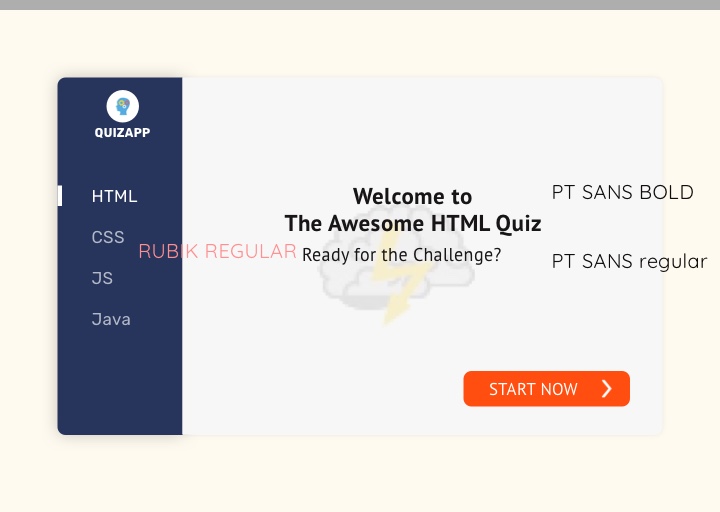 QUIZAPP
HTML
CSS
JS
Java
RUBIK REGULAR
Welcome to
The Awesome HTML Quiz
Ready for the Challenge?
PT SANS BOLD
PT SANS regular
START NOW